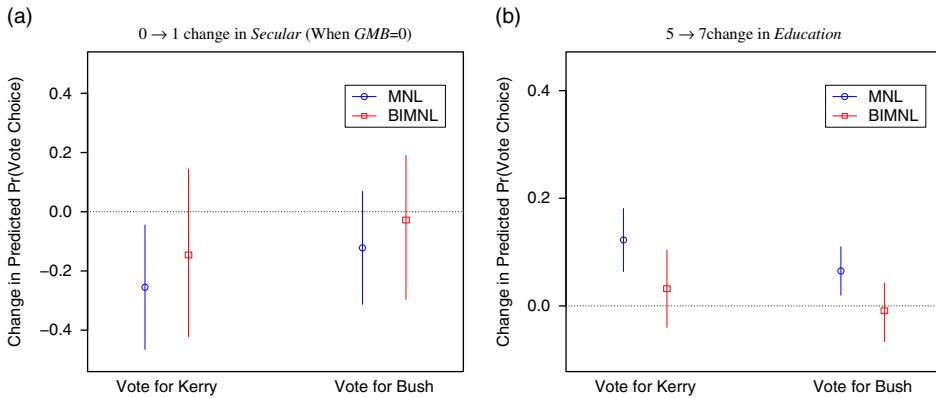 (a)
0 → 1 change in Secular (When GMB=0)
Change in Predicted Pr(Vote Choice)
0.4
0.2
0.0
−0.2
−0.4
MNL
BIMNL
Vote for Kerry
Vote for Bush
(b)
5 → 7change in Education
Change in Predicted Pr(Vote Choice)
0.4
0.2
0.0
MNL
BIMNL
Vote for Kerry
Vote for Bush